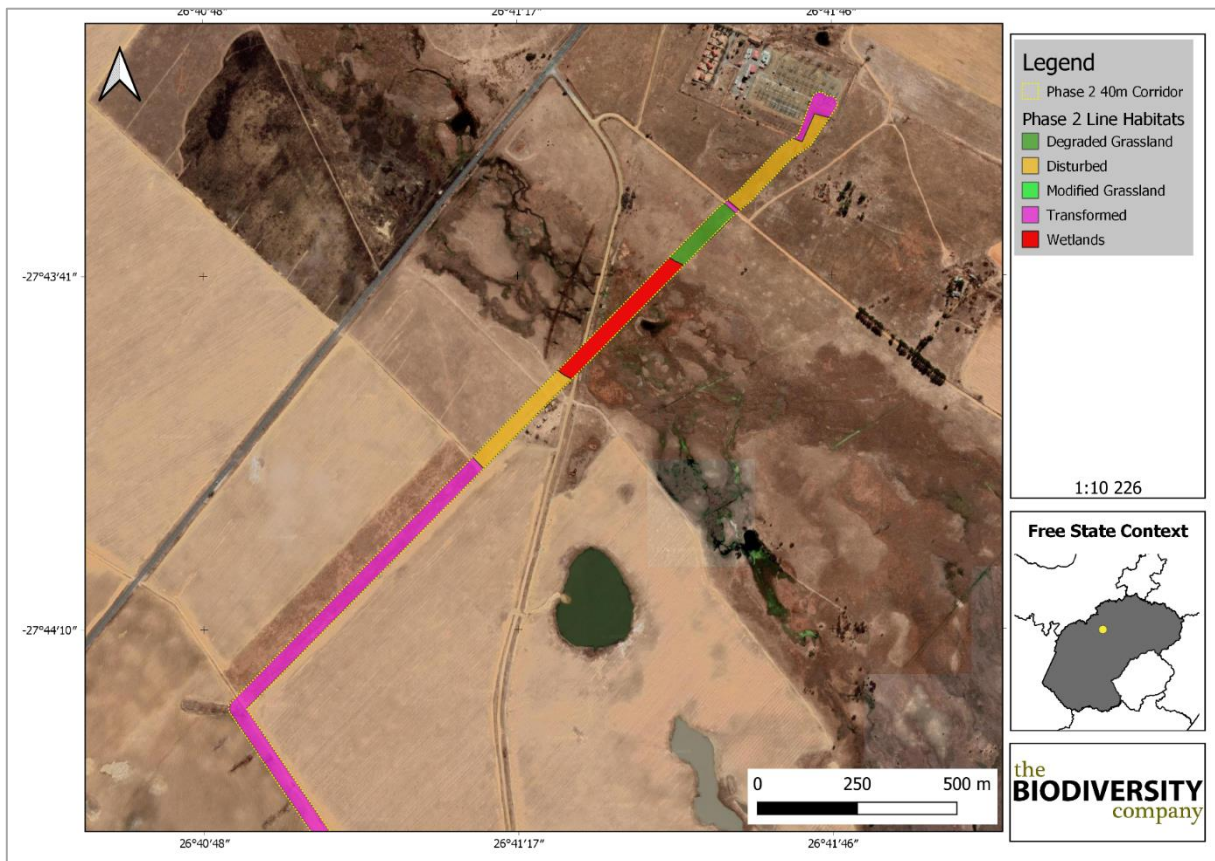 26°40'48" 26°41'17" 26°41'46"
Legend
Phase 2 40m Corridor
Phase 2 Line Habitats
Degraded Grassland
Disturbed
Modified Grassland
Transformed
Wetlands
-27°43'41"
1:10 226
Free State Context
-27°44'10"
0 250 500 m
the
BIODIVERSITY
company
26°40'48" 26°41'17" 26°41'46"